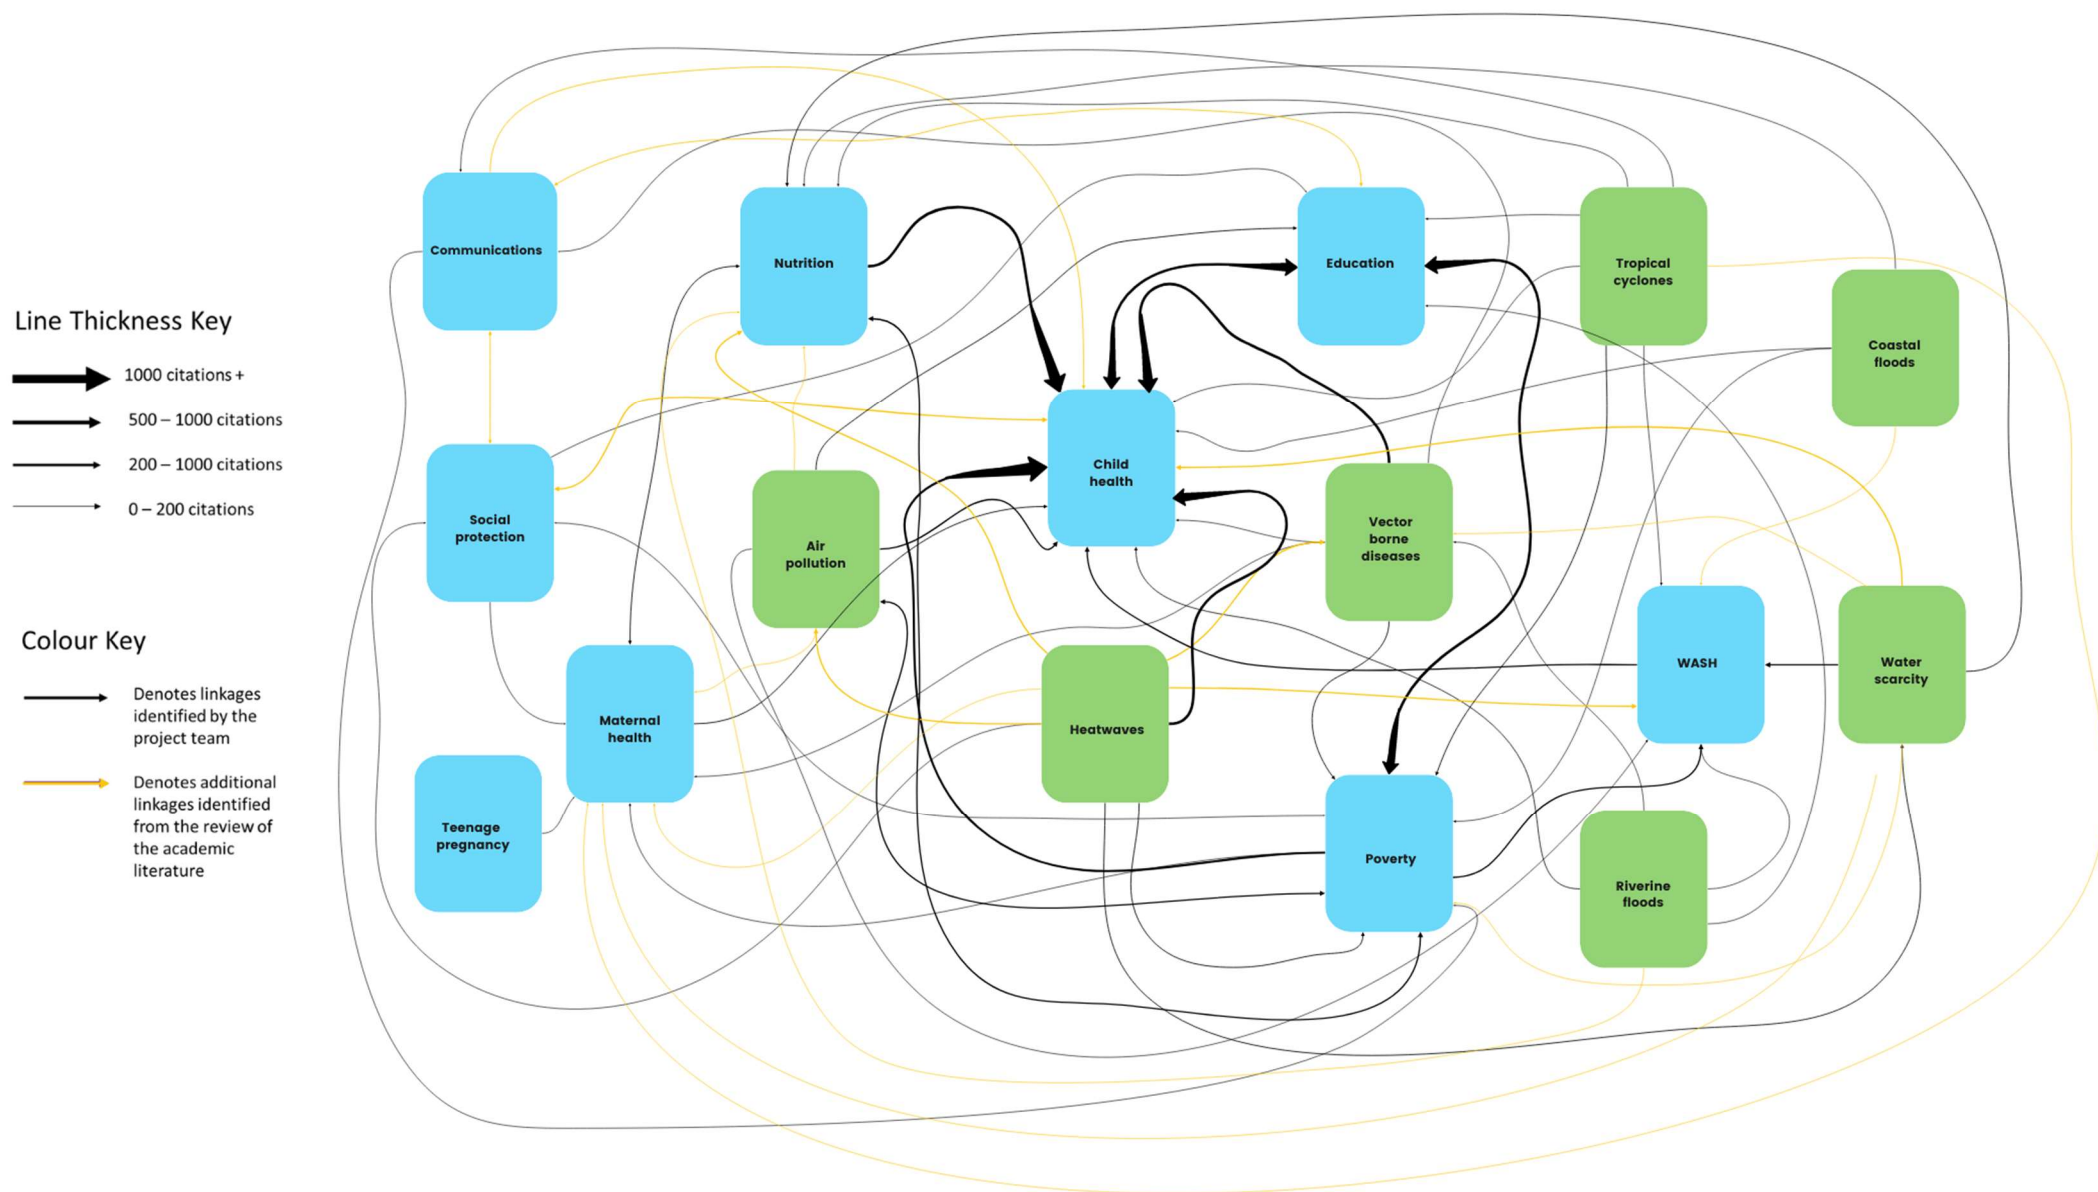 Line Thickness Key
1000 citations +
500 – 1000 citations
200 – 1000 citations
0 – 200 citations
Colour Key
Denotes linkages
identified by the
project team
Denotes additional
linkages identified
from the review of
the academic
literature
Communications
Nutrition
Education
Tropical
cyclones
Coastal
floods
Child
health
Social
protection
Air
pollution
Vector
borne
diseases
WASH
Water
scarcity
Maternal
health
Heatwaves
Teenage
pregnancy
Poverty
Riverine
floods